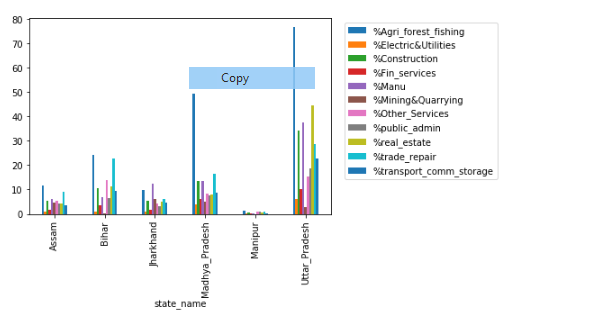 80
70
60
50
40
30
20
10
0
Copy
Assam
Bihar
Jharkhand
Madhya_Pradesh
Manipur
Uttar_Pradesh
state_name
%Agri_forest_fishing
%Electric&Utilities
%Construction
%Fin_services
%Manu
%Mining&Quarrying
%Other_Services
%public_admin
%real_estate
%trade_repair
%transport_comm_storage